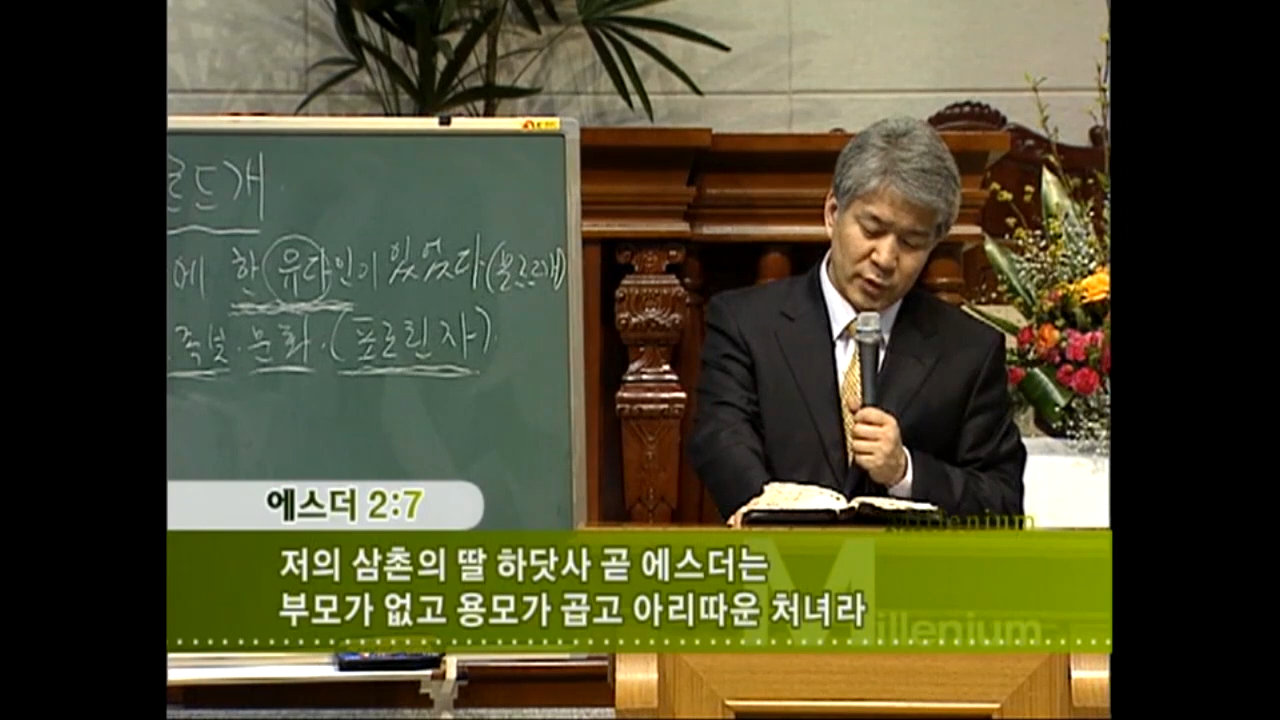 르드개
에 한 유다인이 있었다(모르드개)
족보·문화·(포로된 자)
에스더 2:7
저의 삼촌의 딸 하닷사 곧 에스더는
부모가 없고 용모가 곱고 아리따운 처녀라
Millenium
Millenium